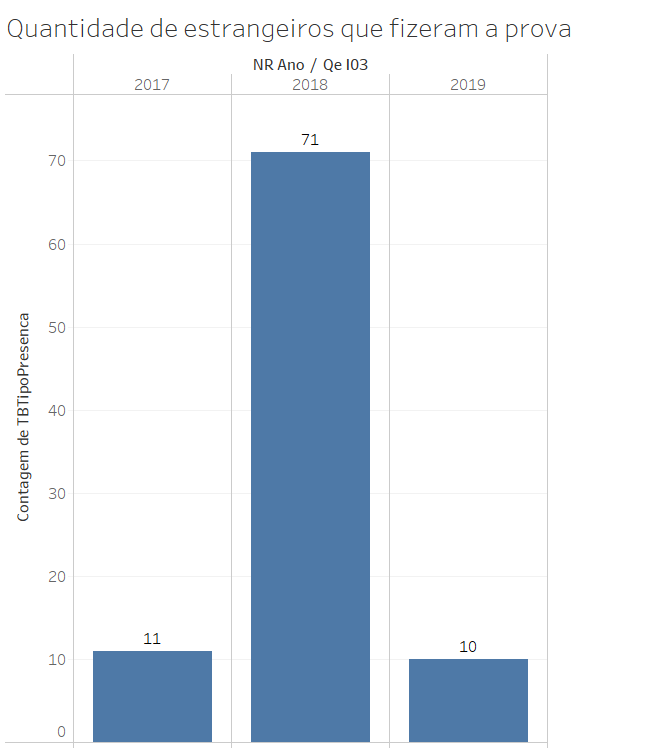 Quantidade de estrangeiros que fizeram a prova
NR Ano / Qe I03
2017 2018 2019
Contagem de TBTipoPresenca
70
60
50
40
30
20
10
0
11
71
10